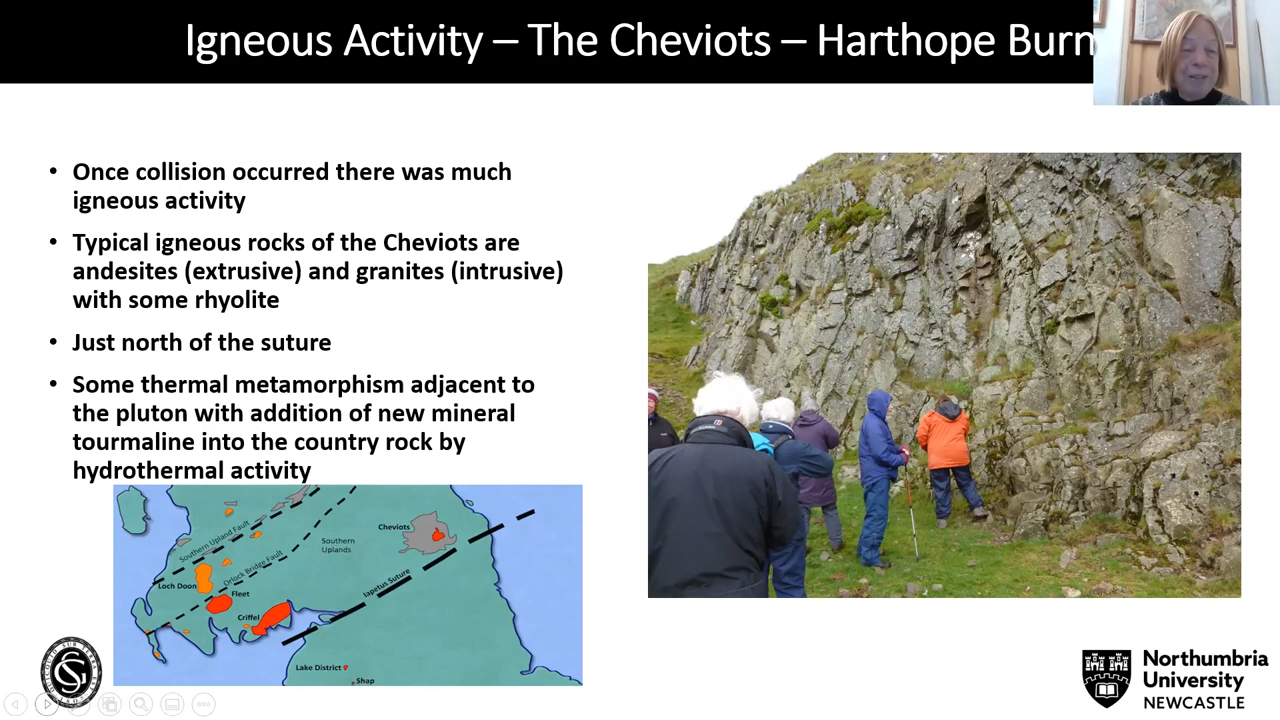 Igneous Activity – The Cheviots – Harthope Burn
• Once collision occurred there was much
igneous activity
• Typical igneous rocks of the Cheviots are
andesites (extrusive) and granites (intrusive)
with some rhyolite
• Just north of the suture
• Some thermal metamorphism adjacent to
the pluton with addition of new mineral
tourmaline into the country rock by
hydrothermal activity
Southern Upland Fault
Cheviots
Southern
Uplands
Orlock Bridge Fault
Loch Doon
Fleet
Iapetus Suture
Criffel
Lake District
Shap
Northumbria
University
NEWCASTLE